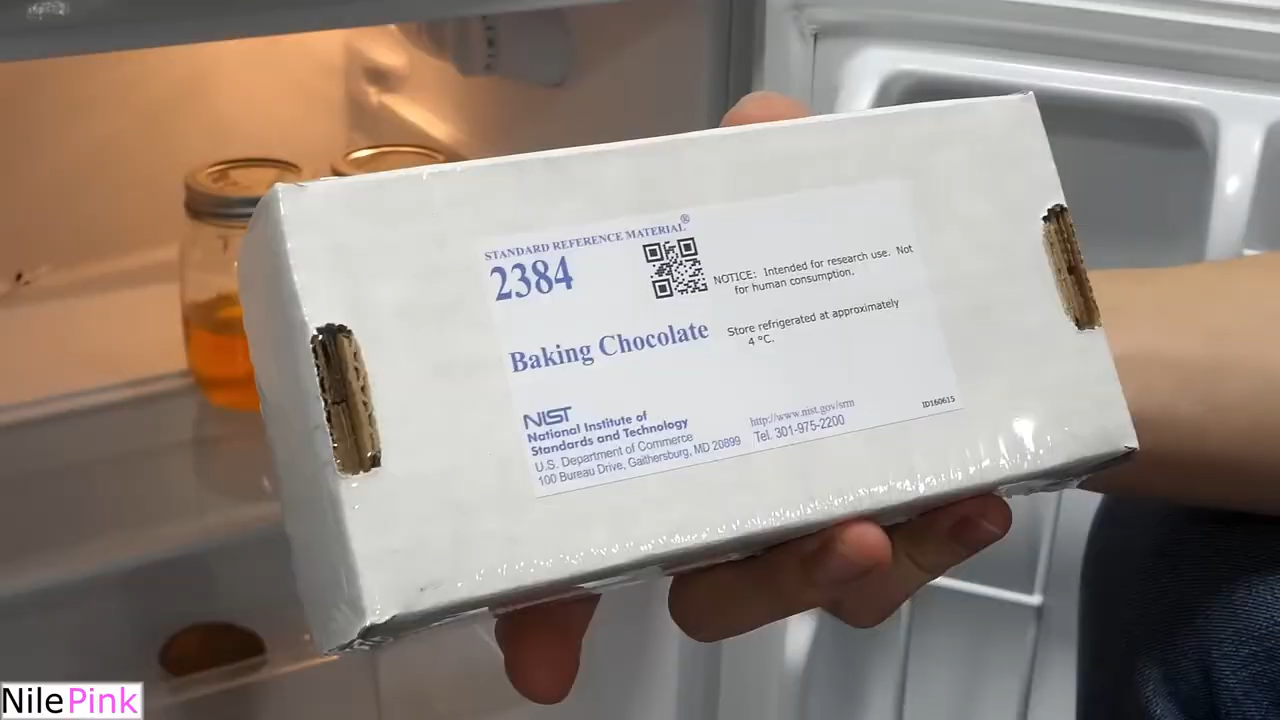 STANDARD REFERENCE MATERIAL®
2384
NOTICE: Intended for research use. Not
for human consumption.
Baking Chocolate
Store refrigerated at approximately
4 °C.
NIST
National Institute of
Standards and Technology
U.S. Department of Commerce
100 Bureau Drive, Gaithersburg, MD 20899
http://www.nist.gov/srm
Tel. 301-975-2200
ID160615
NilePink